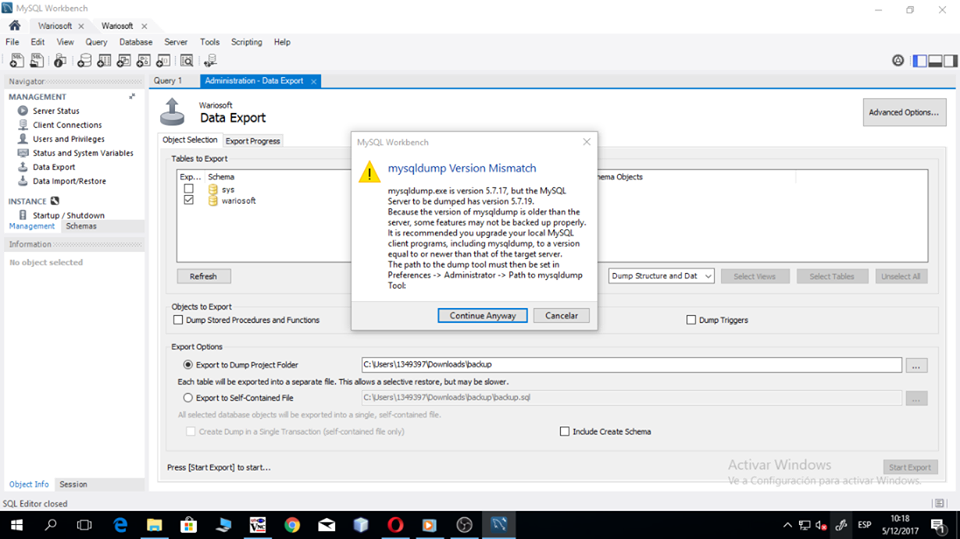 MySQL Workbench
Wariosoft
Wariosoft
File Edit View Query Database Server Tools Scripting Help
Navigator
MANAGEMENT
Server Status
Client Connections
Users and Privileges
Status and System Variables
Data Export
Data Import/Restore
INSTANCE
Startup / Shutdown
Management Schemas
Information
No object selected
Object Info Session
SQL Editor closed
Query 1
Administration - Data Export
Wariosoft
Data Export
Advanced Options...
Object Selection Export Progress
Tables to Export
Exp... Schema
sys
wariosoft
Refresh
Dump Structure and Dat
Select Views
Select Tables
Unselect All
MySQL Workbench
mysqldump Version Mismatch
mysqldump.exe is version 5.7.17, but the MySQL
Server to be dumped has version 5.7.19.
Because the version of mysqldump is older than the
server, some features may not be backed up properly.
It is recommended you upgrade your local MySQL
client programs, including mysqldump, to a version
equal to or newer than that of the target server.
The path to the dump tool must then be set in
Preferences -> Administrator -> Path to mysqldump
Tool:
Continue Anyway
Cancelar
Objects to Export
Dump Stored Procedures and Functions
Dump Triggers
Export Options
Export to Dump Project Folder
C:\Users\1349397\Downloads\backup
...
Each table will be exported into a separate file. This allows a selective restore, but may be slower.
Export to Self-Contained File
C:\Users\1349397\Downloads\backup\backup.sql
...
All selected database objects will be exported into a single, self-contained file.
Create Dump in a Single Transaction (self-contained file only)
Include Create Schema
Press [Start Export] to start...
Start Export
Activar Windows
Ve a Configuración para activar Windows.
ESP
10:18
5/12/2017